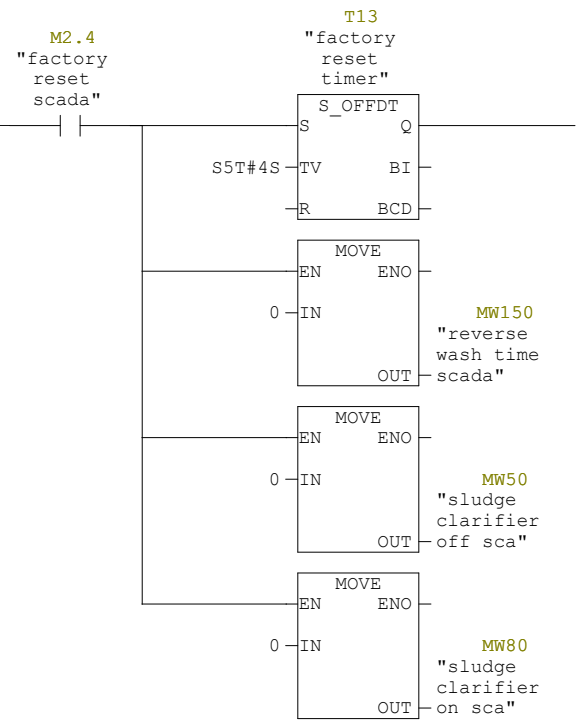 T13
"factory
reset
timer"
M2.4
"factory
reset
scada"
S_OFFDT
S Q
S5T#4S TV BI
R BCD
MOVE
EN ENO
0 IN
MW150
"reverse
wash time
OUT scada"
MOVE
EN ENO
0 IN
MW50
"sludge
clarifier
OUT off sca"
MOVE
EN ENO
0 IN
MW80
"sludge
clarifier
OUT on sca"